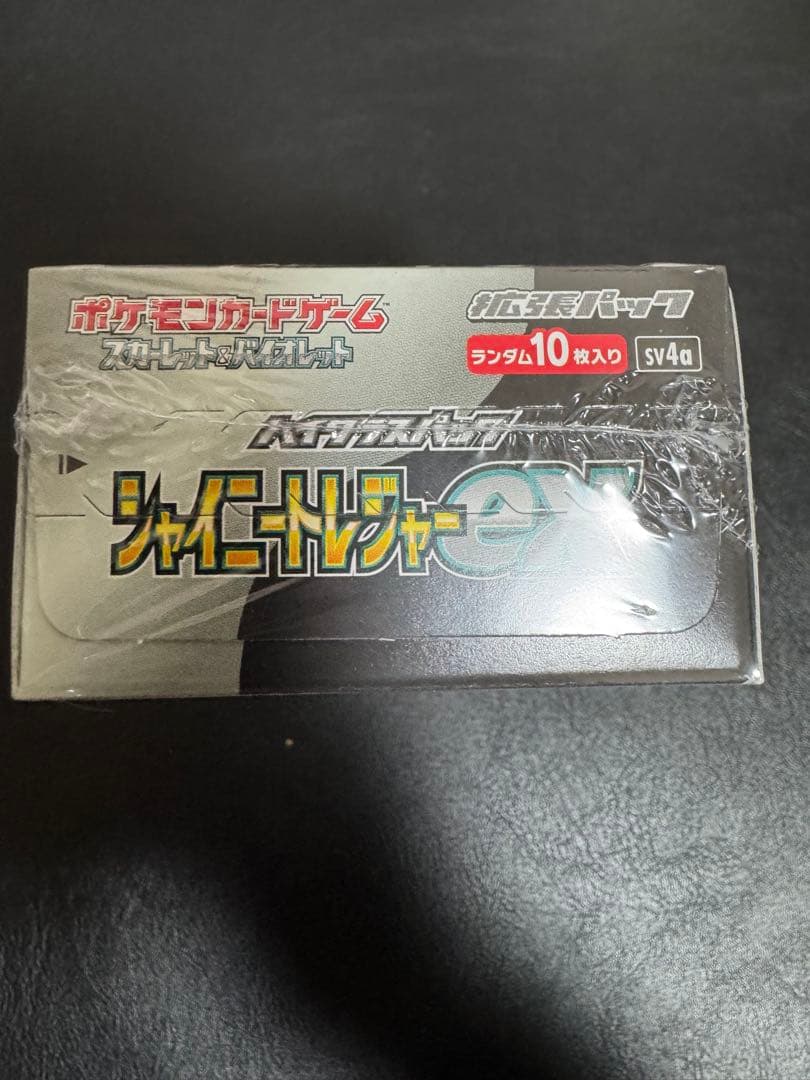 ポケモンカードゲーム™
スカーレット&バイオレット
拡張パック
ランダム10枚入り
sv4a
ハイクラスパック
シャイニートレジャーex